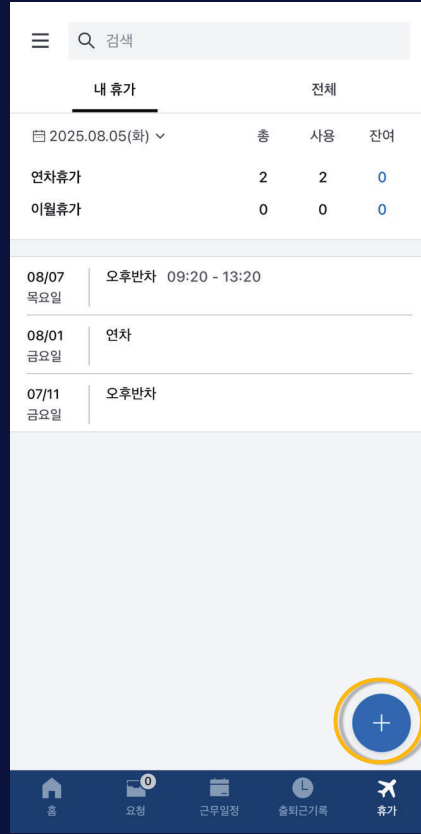 검색
내 휴가 전체
2025.08.05(화) 총 사용 잔여
연차휴가 2 2 0
이월휴가 0 0 0
08/07 오후반차 09:20 - 13:20
목요일
08/01 연차
금요일
07/11 오후반차
금요일
0
홈 요청 근무일정 출퇴근기록 휴가